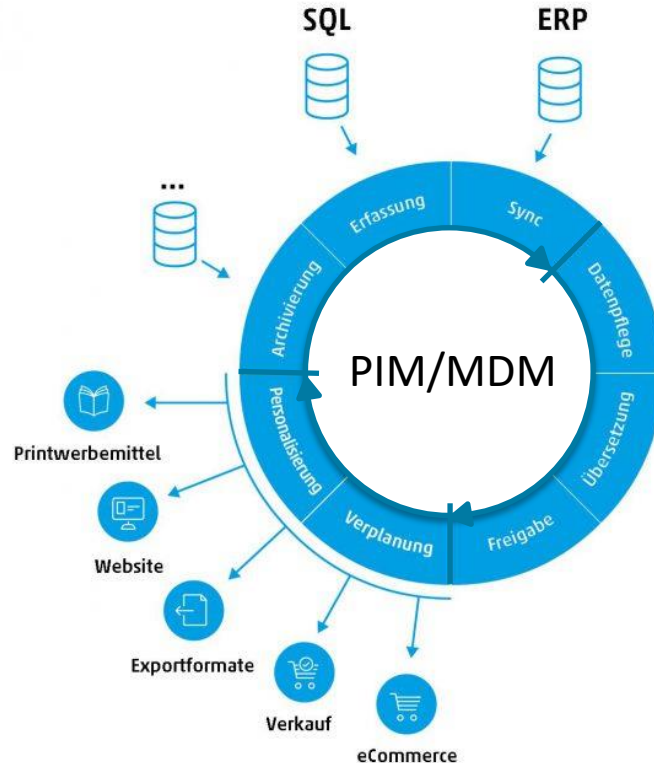 SQL
ERP
...
Erfassung
Sync
Archivierung
Datenpflege
PIM/MDM
Personalisierung
Übersetzung
Verplanung
Freigabe
Printwerbemittel
Website
Exportformate
Verkauf
eCommerce